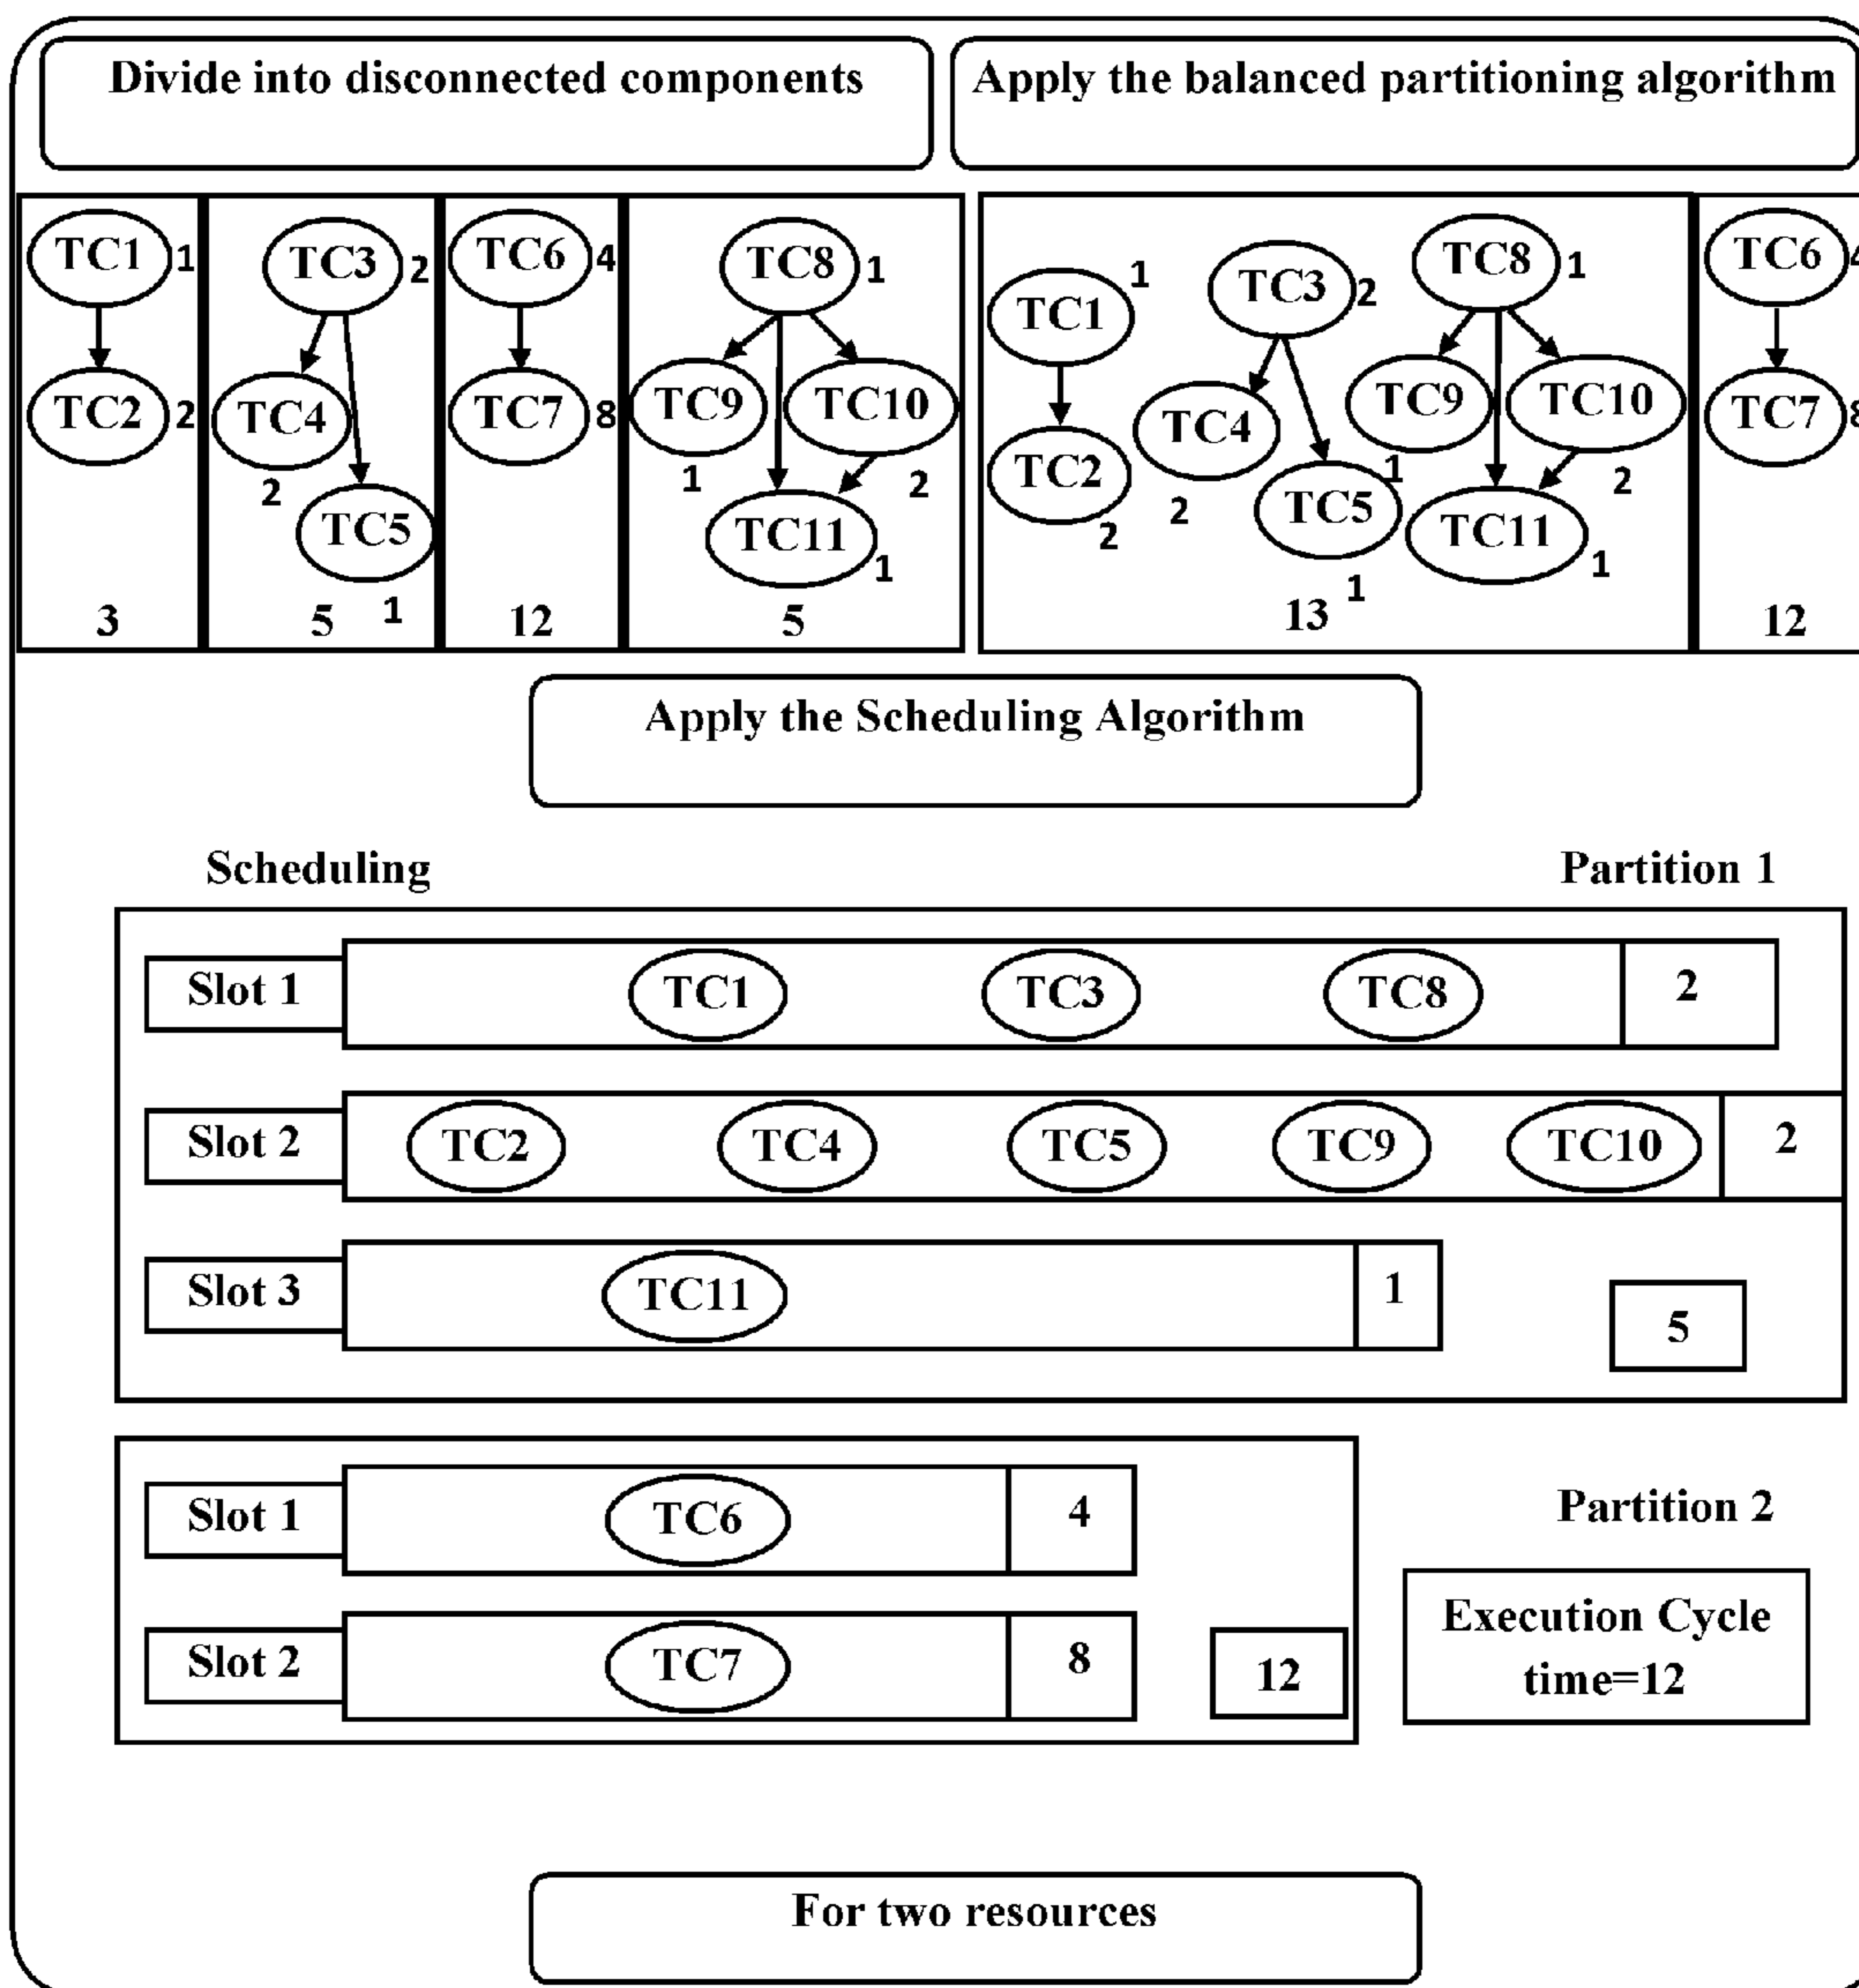 Divide into disconnected components
Apply the balanced partitioning algorithm
TC1 1
TC2 2
3
TC3 2
TC4
2
TC5
1
5
TC6 4
TC7 8
12
TC8 1
TC9
1
TC10
2
TC11
1
5
TC1 1
TC2
2
TC3 2
TC4
2
TC5
1
TC8 1
TC9
1
TC10
2
TC11
1
13
TC6 4
TC7 8
12
Apply the Scheduling Algorithm
Scheduling
Partition 1
Slot 1 TC1 TC3 TC8 2
Slot 2 TC2 TC4 TC5 TC9 TC10 2
Slot 3 TC11 1
5
Slot 1 TC6 4
Slot 2 TC7 8
12
Partition 2
Execution Cycle
time=12
For two resources